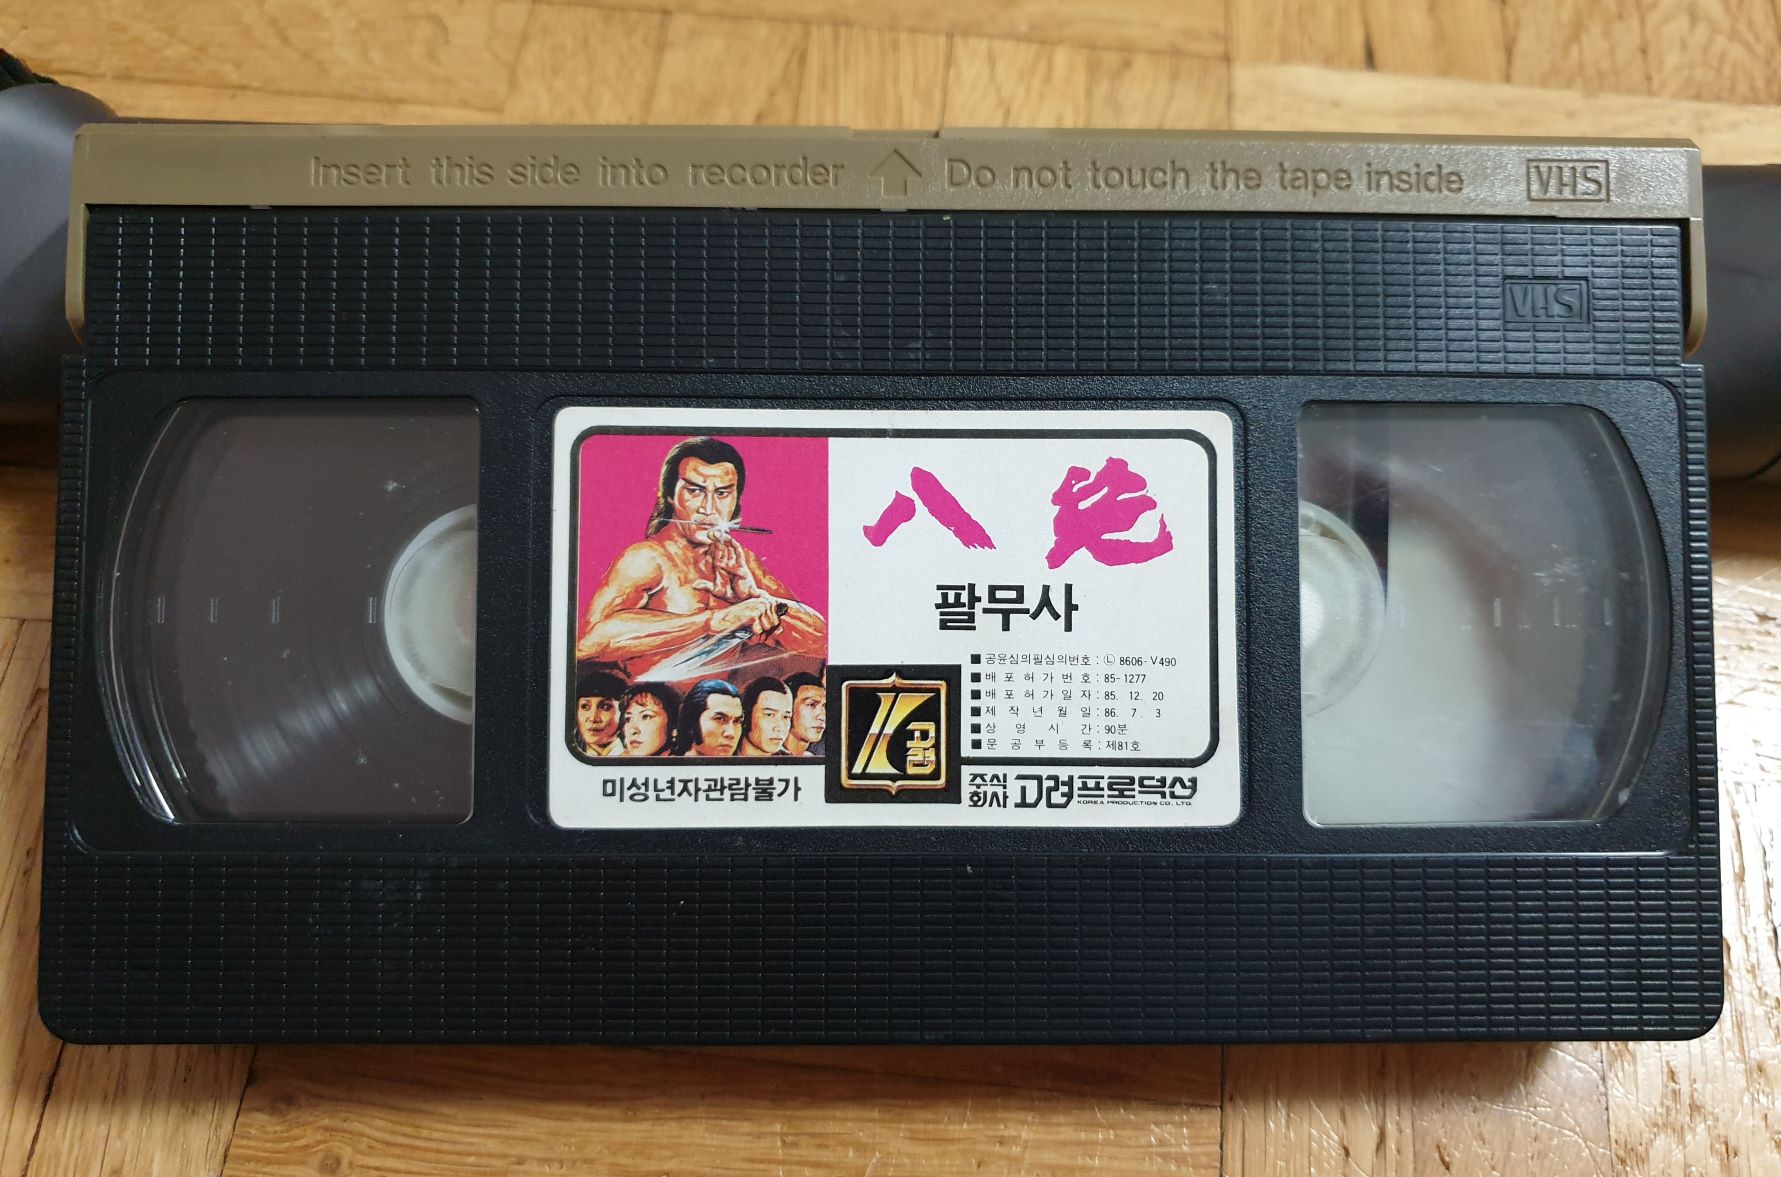 Insert this side into recorder Do not touch the tape inside VHS
VHS
八 绝
팔무사
■ 공윤심의필심의번호 : Ⓛ 8606-V490
■ 배포허가번호 : 85-1277
■ 배포허가일자 : 85. 12. 20
■ 제작년월일 : 86. 7. 3
■ 상영시간 : 90분
■ 문공부등록 : 제81호
고려
미성년자관람불가
주식회사 고려프로덕션
KOREA PRODUCTION CO., LTD.